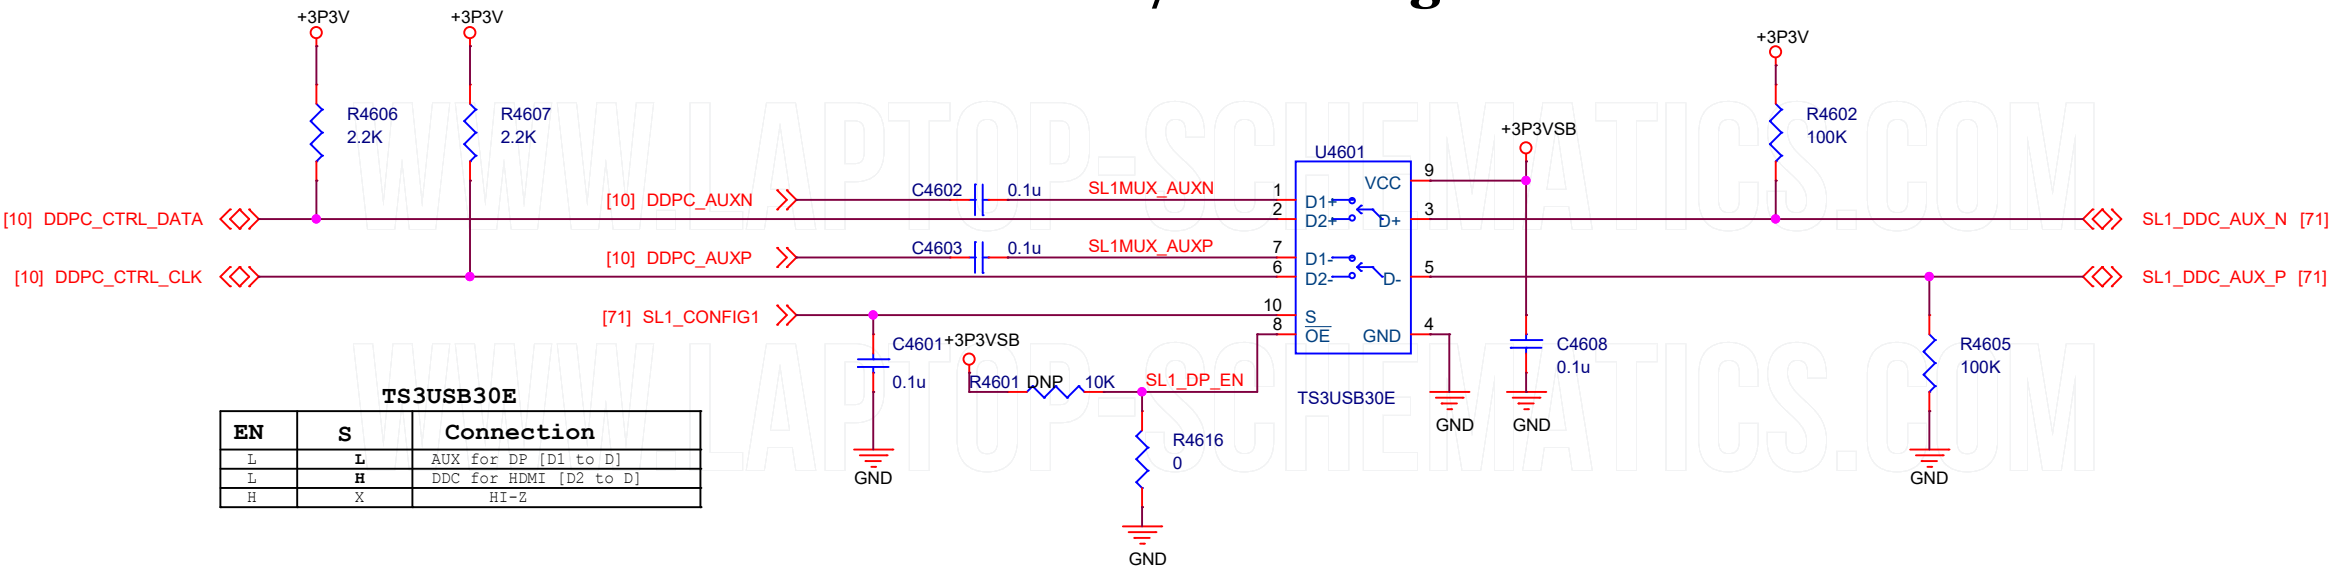 +3P3V
+3P3V
+3P3V
R4606
2.2K
R4607
2.2K
R4602
100K
+3P3VSB
U4601
[10] DDPC_AUXN
C4602
0.1u
SL1MUX_AUXN
1
D1+
VCC
9
[10] DDPC_CTRL_DATA
2
D2+
D+
3
SL1_DDC_AUX_N [71]
[10] DDPC_AUXP
C4603
0.1u
SL1MUX_AUXP
7
D1-
[10] DDPC_CTRL_CLK
6
D2-
D-
5
SL1_DDC_AUX_P [71]
[71] SL1_CONFIG1
10
S
8
OE
GND
4
C4601
0.1u
+3P3VSB
R4601 DNP 10K
SL1_DP_EN
TS3USB30E
C4608
0.1u
R4605
100K
GND
GND
R4616
0
GND
GND
GND
TS3USB30E
EN S Connection
L L AUX for DP [D1 to D]
L H DDC for HDMI [D2 to D]
H X HI-Z
WWW.LAPTOP-SCHEMATICS.COM
WWW.LAPTOP-SCHEMATICS.COM